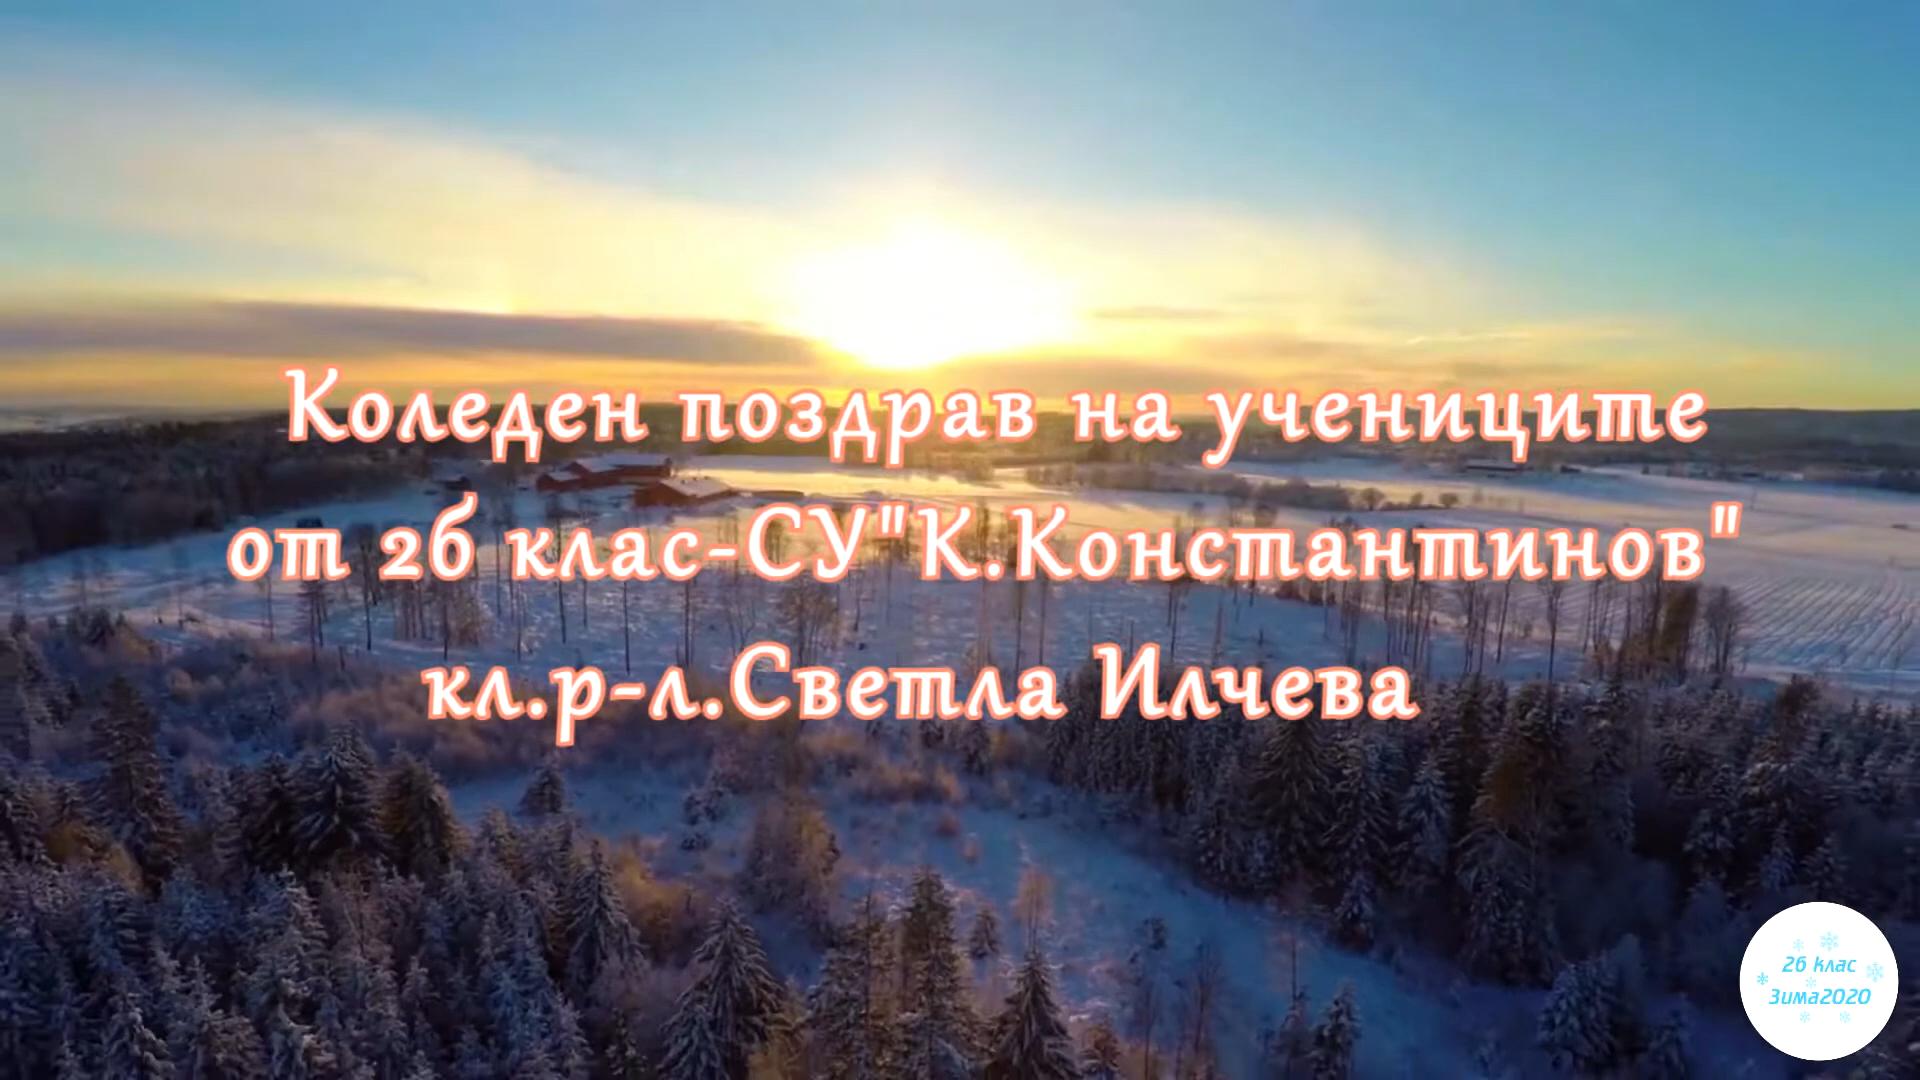 Коледен поздрав на учениците
от 2б клас-СУ"К.Константинов"
кл.р-л.Светла Илчева
2б клас
Зима2020